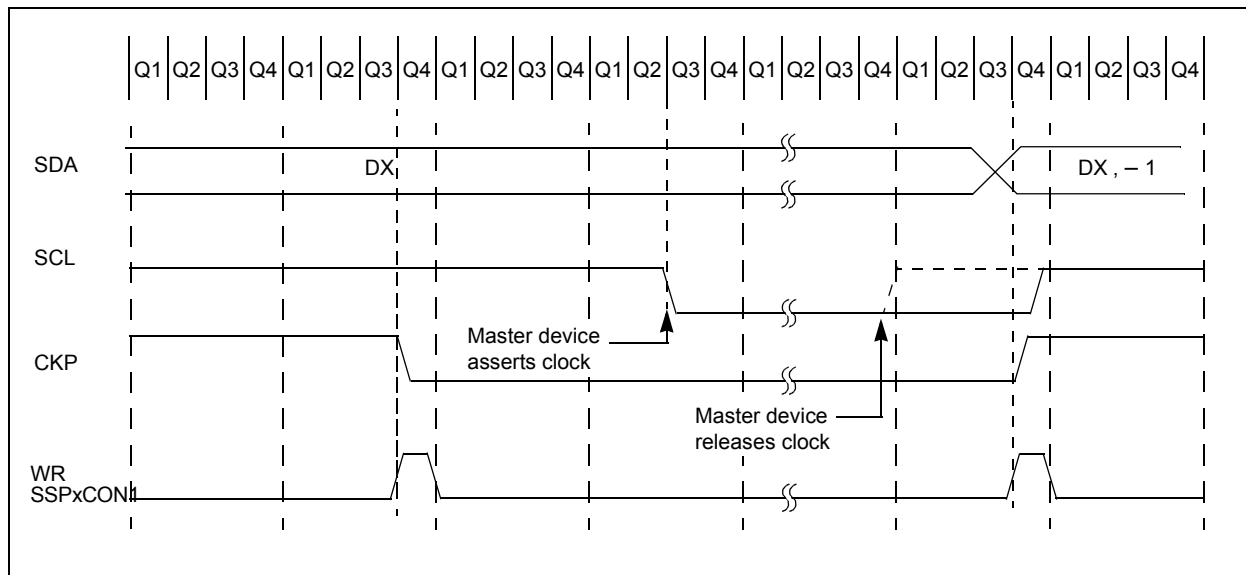 Q1 Q2 Q3 Q4 Q1 Q2 Q3 Q4 Q1 Q2 Q3 Q4 Q1 Q2 Q3 Q4 Q1 Q2 Q3 Q4 Q1 Q2 Q3 Q4 Q1 Q2 Q3 Q4
SDA
DX
DX , – 1
SCL
Master device
asserts clock
CKP
Master device
releases clock
WR
SSPxCON1